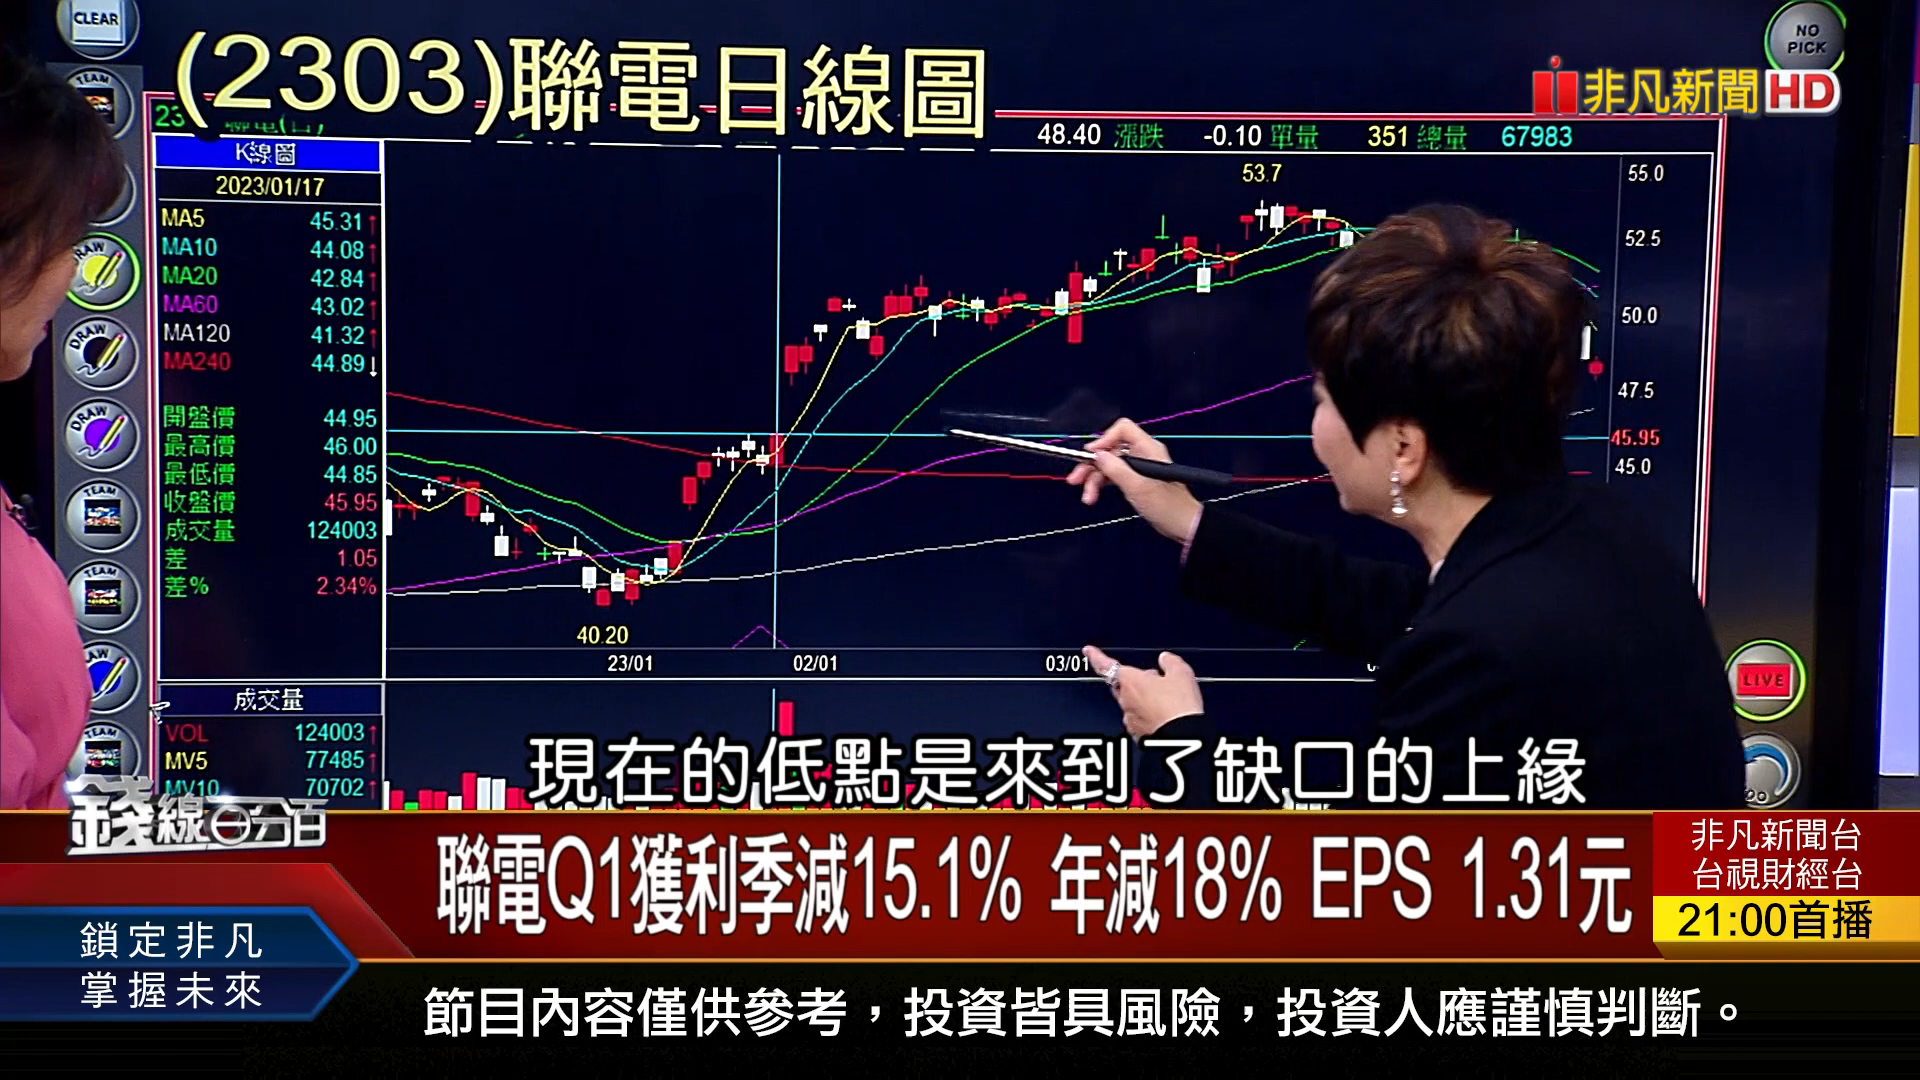 CLEAR
NO
PICK
(2303)聯電日線圖
非凡新聞HD
48.40 漲跌 -0.10 單量 351 總量 67983
K線圖
2023/01/17
MA5 45.31↑
MA10 44.08↑
MA20 42.84↑
MA60 43.02↑
MA120 41.32↑
MA240 44.89↓
開盤價 44.95
最高價 46.00
最低價 44.85
收盤價 45.95
成交量 124003
差 1.05
差% 2.34%
53.7
40.20
55.0
52.5
50.0
47.5
45.95
45.0
23/01 02/01 03/01
成交量
VOL 124003↑
MV5 77485↑
MV10 70702↑
TEAM
DRAW
DRAW
DRAW
TEAM
TEAM
TEAM
LIVE
現在的低點是來到了缺口的上緣
錢線百分百
聯電Q1獲利季減15.1% 年減18% EPS 1.31元
非凡新聞台
台視財經台
21:00首播
鎖定非凡
掌握未來
節目內容僅供參考，投資皆具風險，投資人應謹慎判斷。